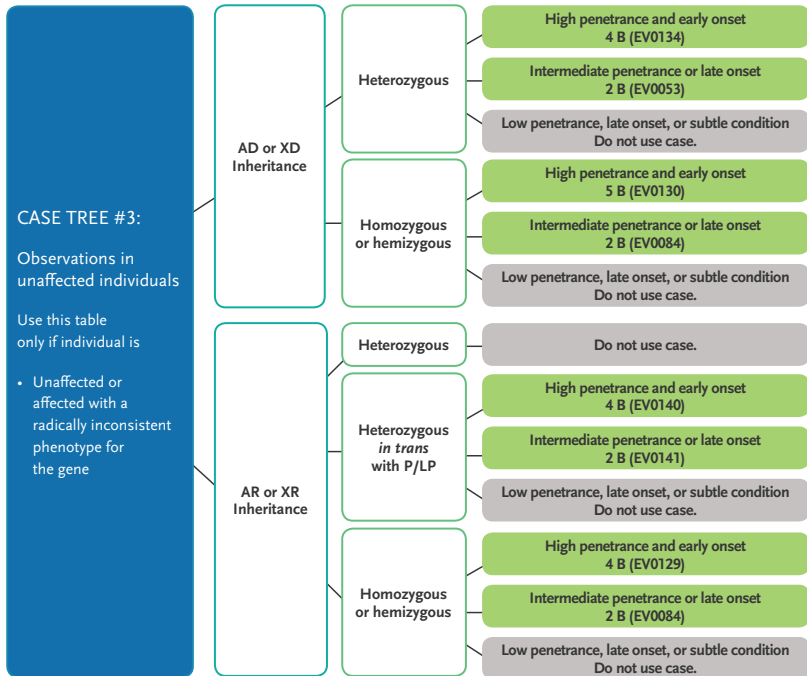 CASE TREE #3:
Observations in
unaffected individuals
Use this table
only if individual is
• Unaffected or
affected with a
radically inconsistent
phenotype for
the gene
AD or XD
Inheritance
Heterozygous
High penetrance and early onset
4 B (EV0134)
Intermediate penetrance or late onset
2 B (EV0053)
Low penetrance, late onset, or subtle condition
Do not use case.
Homozygous
or hemizygous
High penetrance and early onset
5 B (EV0130)
Intermediate penetrance or late onset
2 B (EV0084)
Low penetrance, late onset, or subtle condition
Do not use case.
AR or XR
Inheritance
Heterozygous
Do not use case.
Heterozygous
in trans
with P/LP
High penetrance and early onset
4 B (EV0140)
Intermediate penetrance or late onset
2 B (EV0141)
Low penetrance, late onset, or subtle condition
Do not use case.
Homozygous
or hemizygous
High penetrance and early onset
4 B (EV0129)
Intermediate penetrance or late onset
2 B (EV0084)
Low penetrance, late onset, or subtle condition
Do not use case.